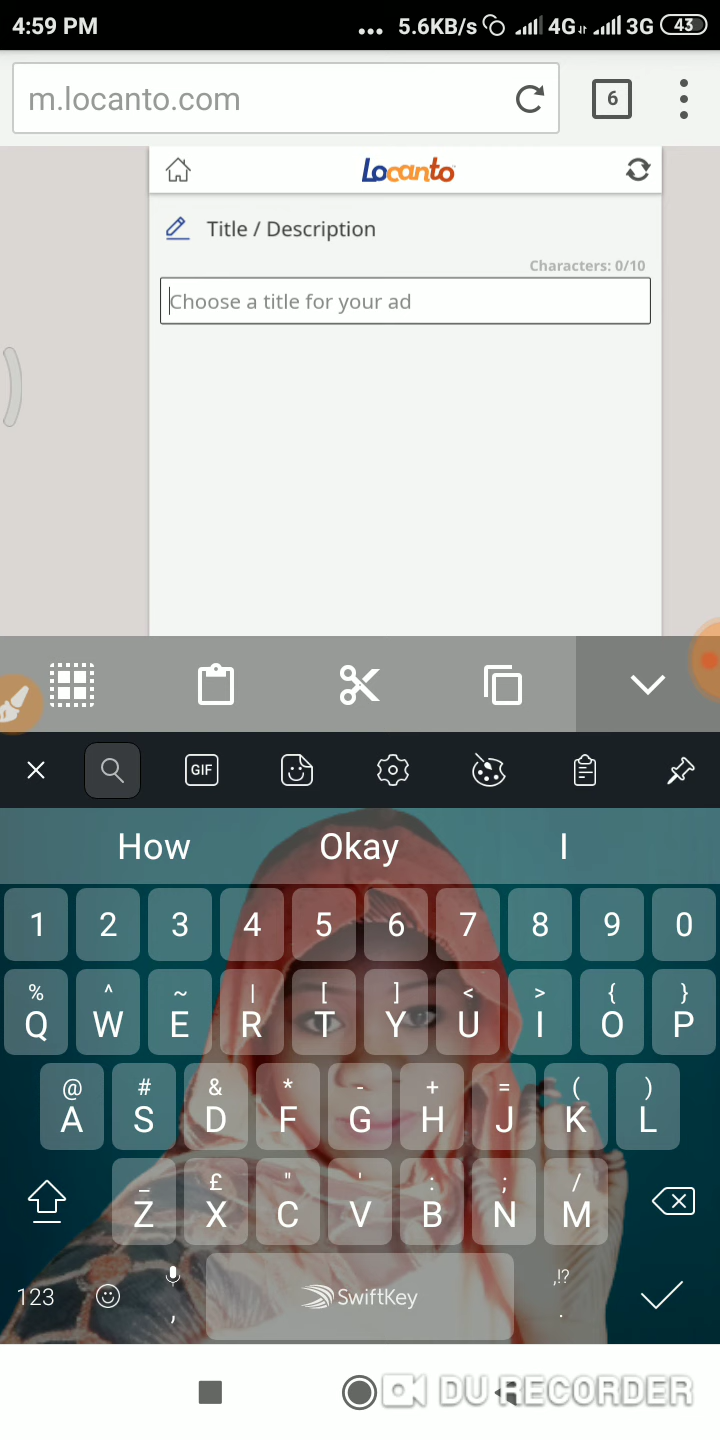 4:59 PM ... 5.6KB/s 4G 3G 43
m.locanto.com 6
Locanto
Title / Description
Characters: 0/10
Choose a title for your ad
GIF
How Okay I
1 2 3 4 5 6 7 8 9 0
% ^ ~ | [ ] < > { }
Q W E R T Y U I O P
@ # & * - + = ( )
A S D F G H J K L
_ £ " ' : ; /
Z X C V B N M
,!?
123 , SwiftKey .
DU RECORDER